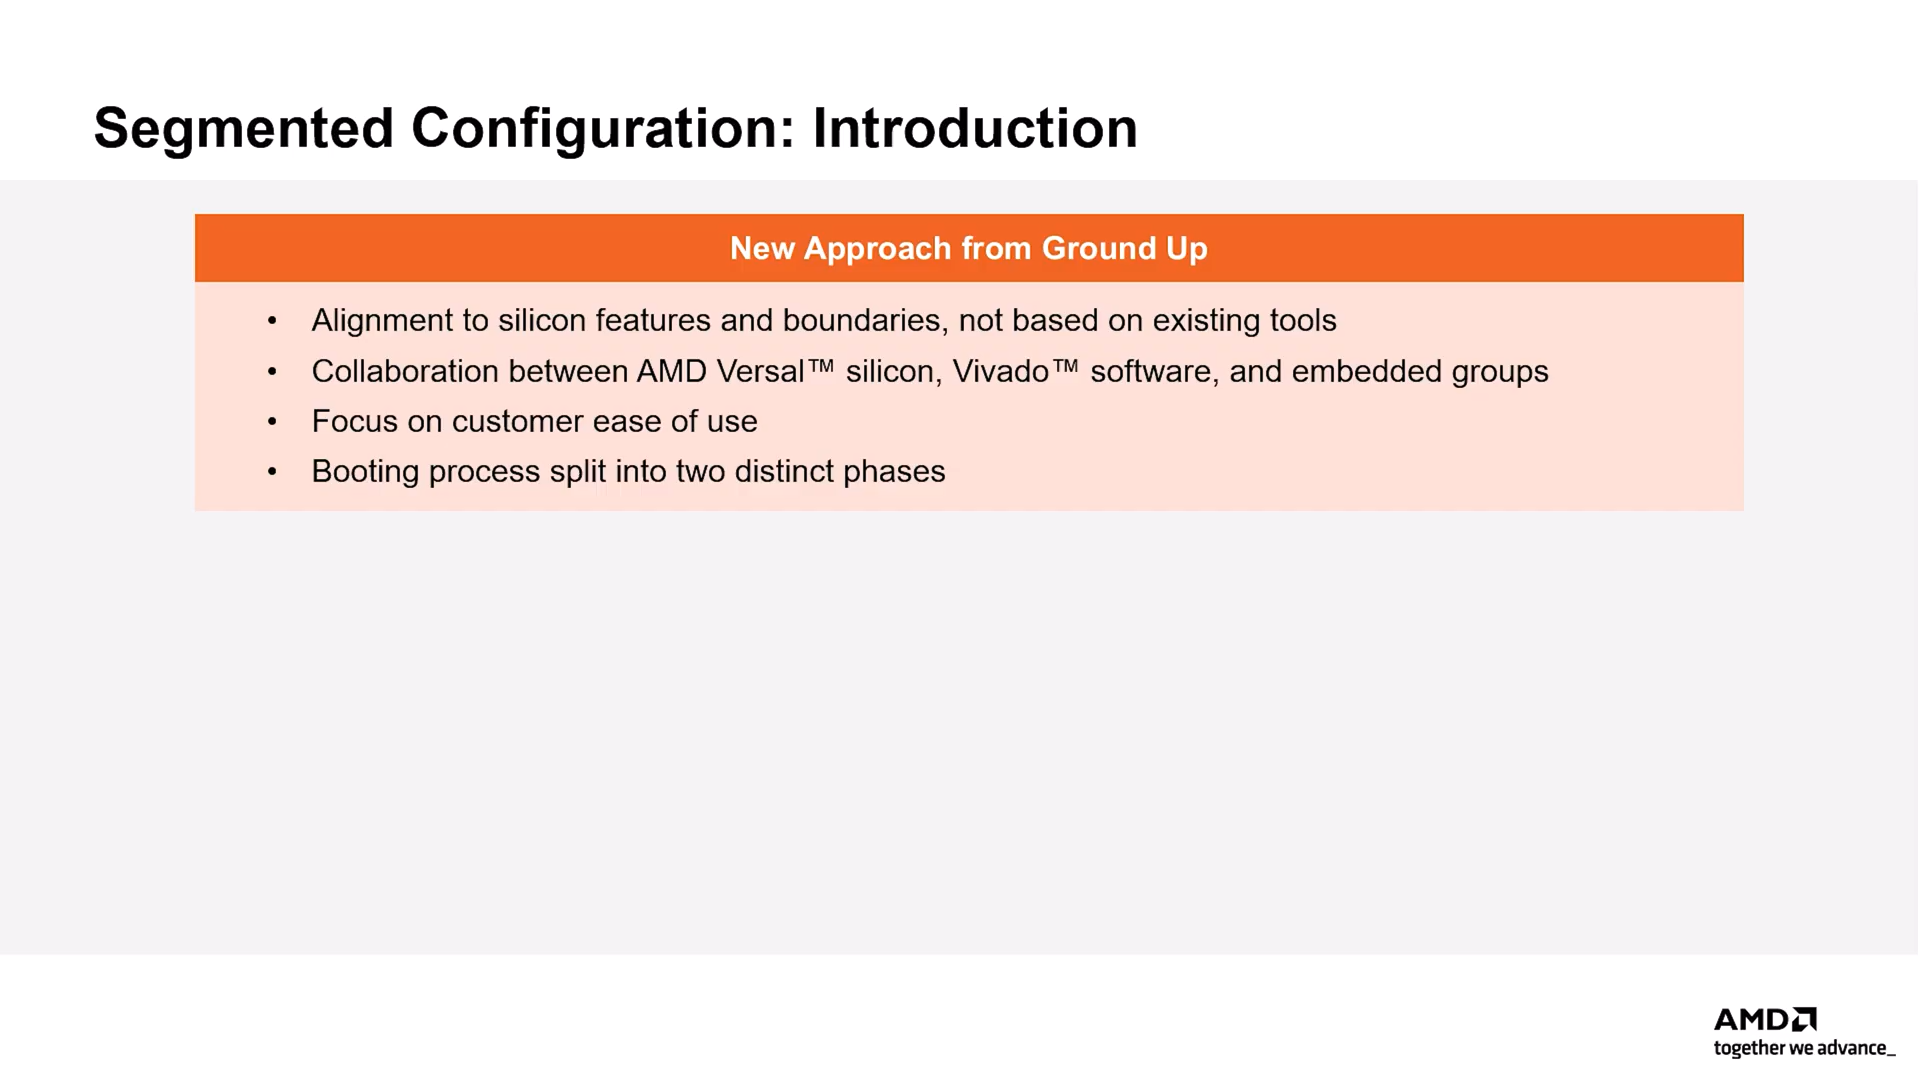 Segmented Configuration: Introduction
New Approach from Ground Up
• Alignment to silicon features and boundaries, not based on existing tools
• Collaboration between AMD Versal™ silicon, Vivado™ software, and embedded groups
• Focus on customer ease of use
• Booting process split into two distinct phases
AMD
together we advance_